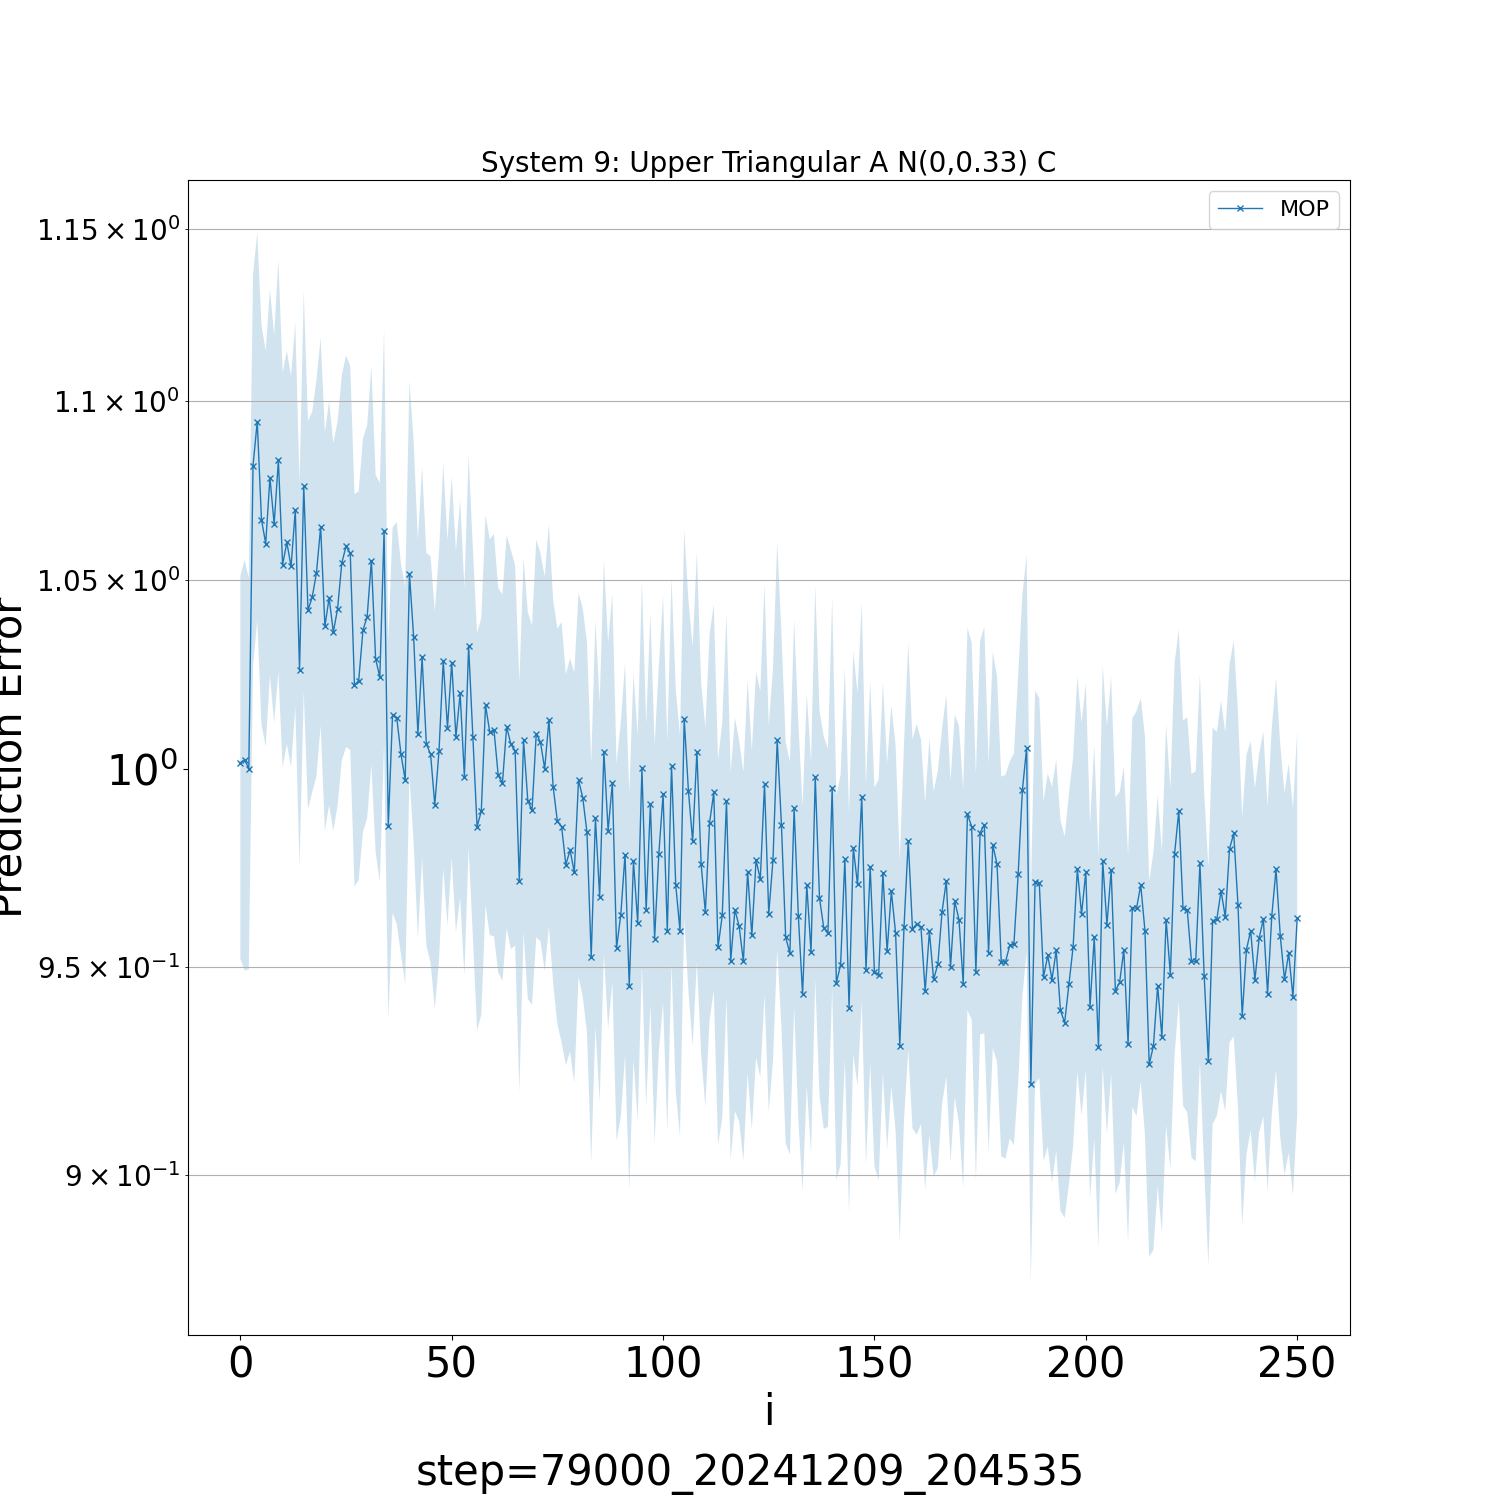 System 9: Upper Triangular A N(0,0.33) C
MOP
1.15 × 10⁰
1.1 × 10⁰
1.05 × 10⁰
10⁰
9.5 × 10⁻¹
9 × 10⁻¹
Prediction Error
0 50 100 150 200 250
i
step=79000_20241209_204535